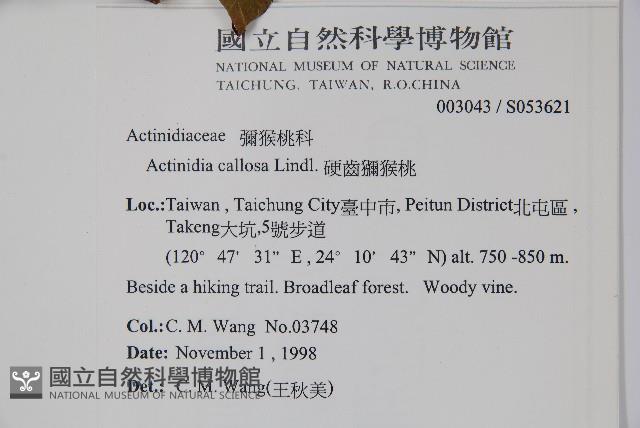 國立自然科學博物館
NATIONAL MUSEUM OF NATURAL SCIENCE
TAICHUNG, TAIWAN, R.O.CHINA
003043 / S053621
Actinidiaceae 獼猴桃科
Actinidia callosa Lindl. 硬齒獼猴桃
Loc.:Taiwan , Taichung City臺中市, Peitun District北屯區 ,
Takeng大坑,5號步道
(120° 47' 31" E , 24° 10' 43" N) alt. 750 -850 m.
Beside a hiking trail. Broadleaf forest. Woody vine.
Col.:C. M. Wang No.03748
Date: November 1 , 1998
Det.: C. M. Wang(王秋美)
國立自然科學博物館
NATIONAL MUSEUM OF NATURAL SCIENCE